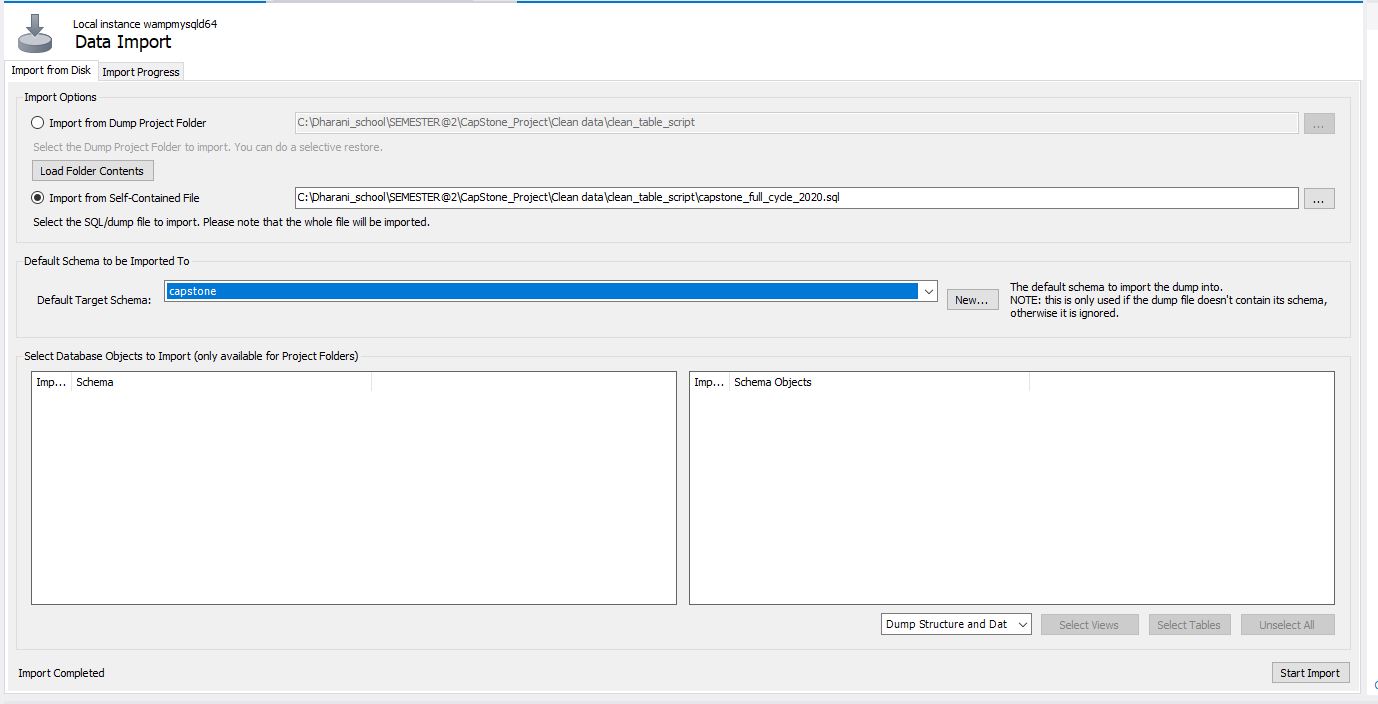 Local instance wampmysqld64
Data Import
Import from Disk
Import Progress
Import Options
Import from Dump Project Folder
C:\Dharani_school\SEMESTER@2\CapStone_Project\Clean data\clean_table_script
...
Select the Dump Project Folder to import. You can do a selective restore.
Load Folder Contents
Import from Self-Contained File
C:\Dharani_school\SEMESTER@2\CapStone_Project\Clean data\clean_table_script\capstone_full_cycle_2020.sql
...
Select the SQL/dump file to import. Please note that the whole file will be imported.
Default Schema to be Imported To
Default Target Schema:
capstone
New...
The default schema to import the dump into.
NOTE: this is only used if the dump file doesn't contain its schema,
otherwise it is ignored.
Select Database Objects to Import (only available for Project Folders)
Imp... Schema
Imp... Schema Objects
Dump Structure and Dat
Select Views
Select Tables
Unselect All
Import Completed
Start Import